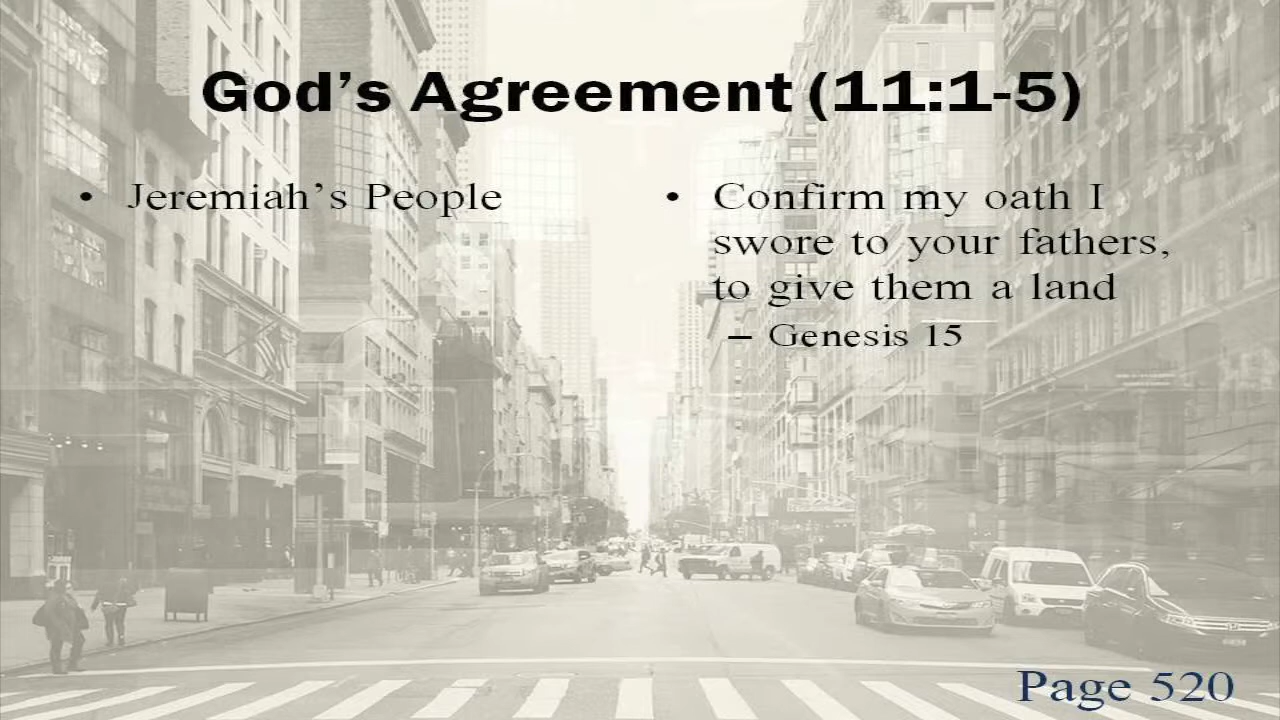 God’s Agreement (11:1-5)
• Jeremiah’s People
• Confirm my oath I
swore to your fathers,
to give them a land
– Genesis 15
Page 520